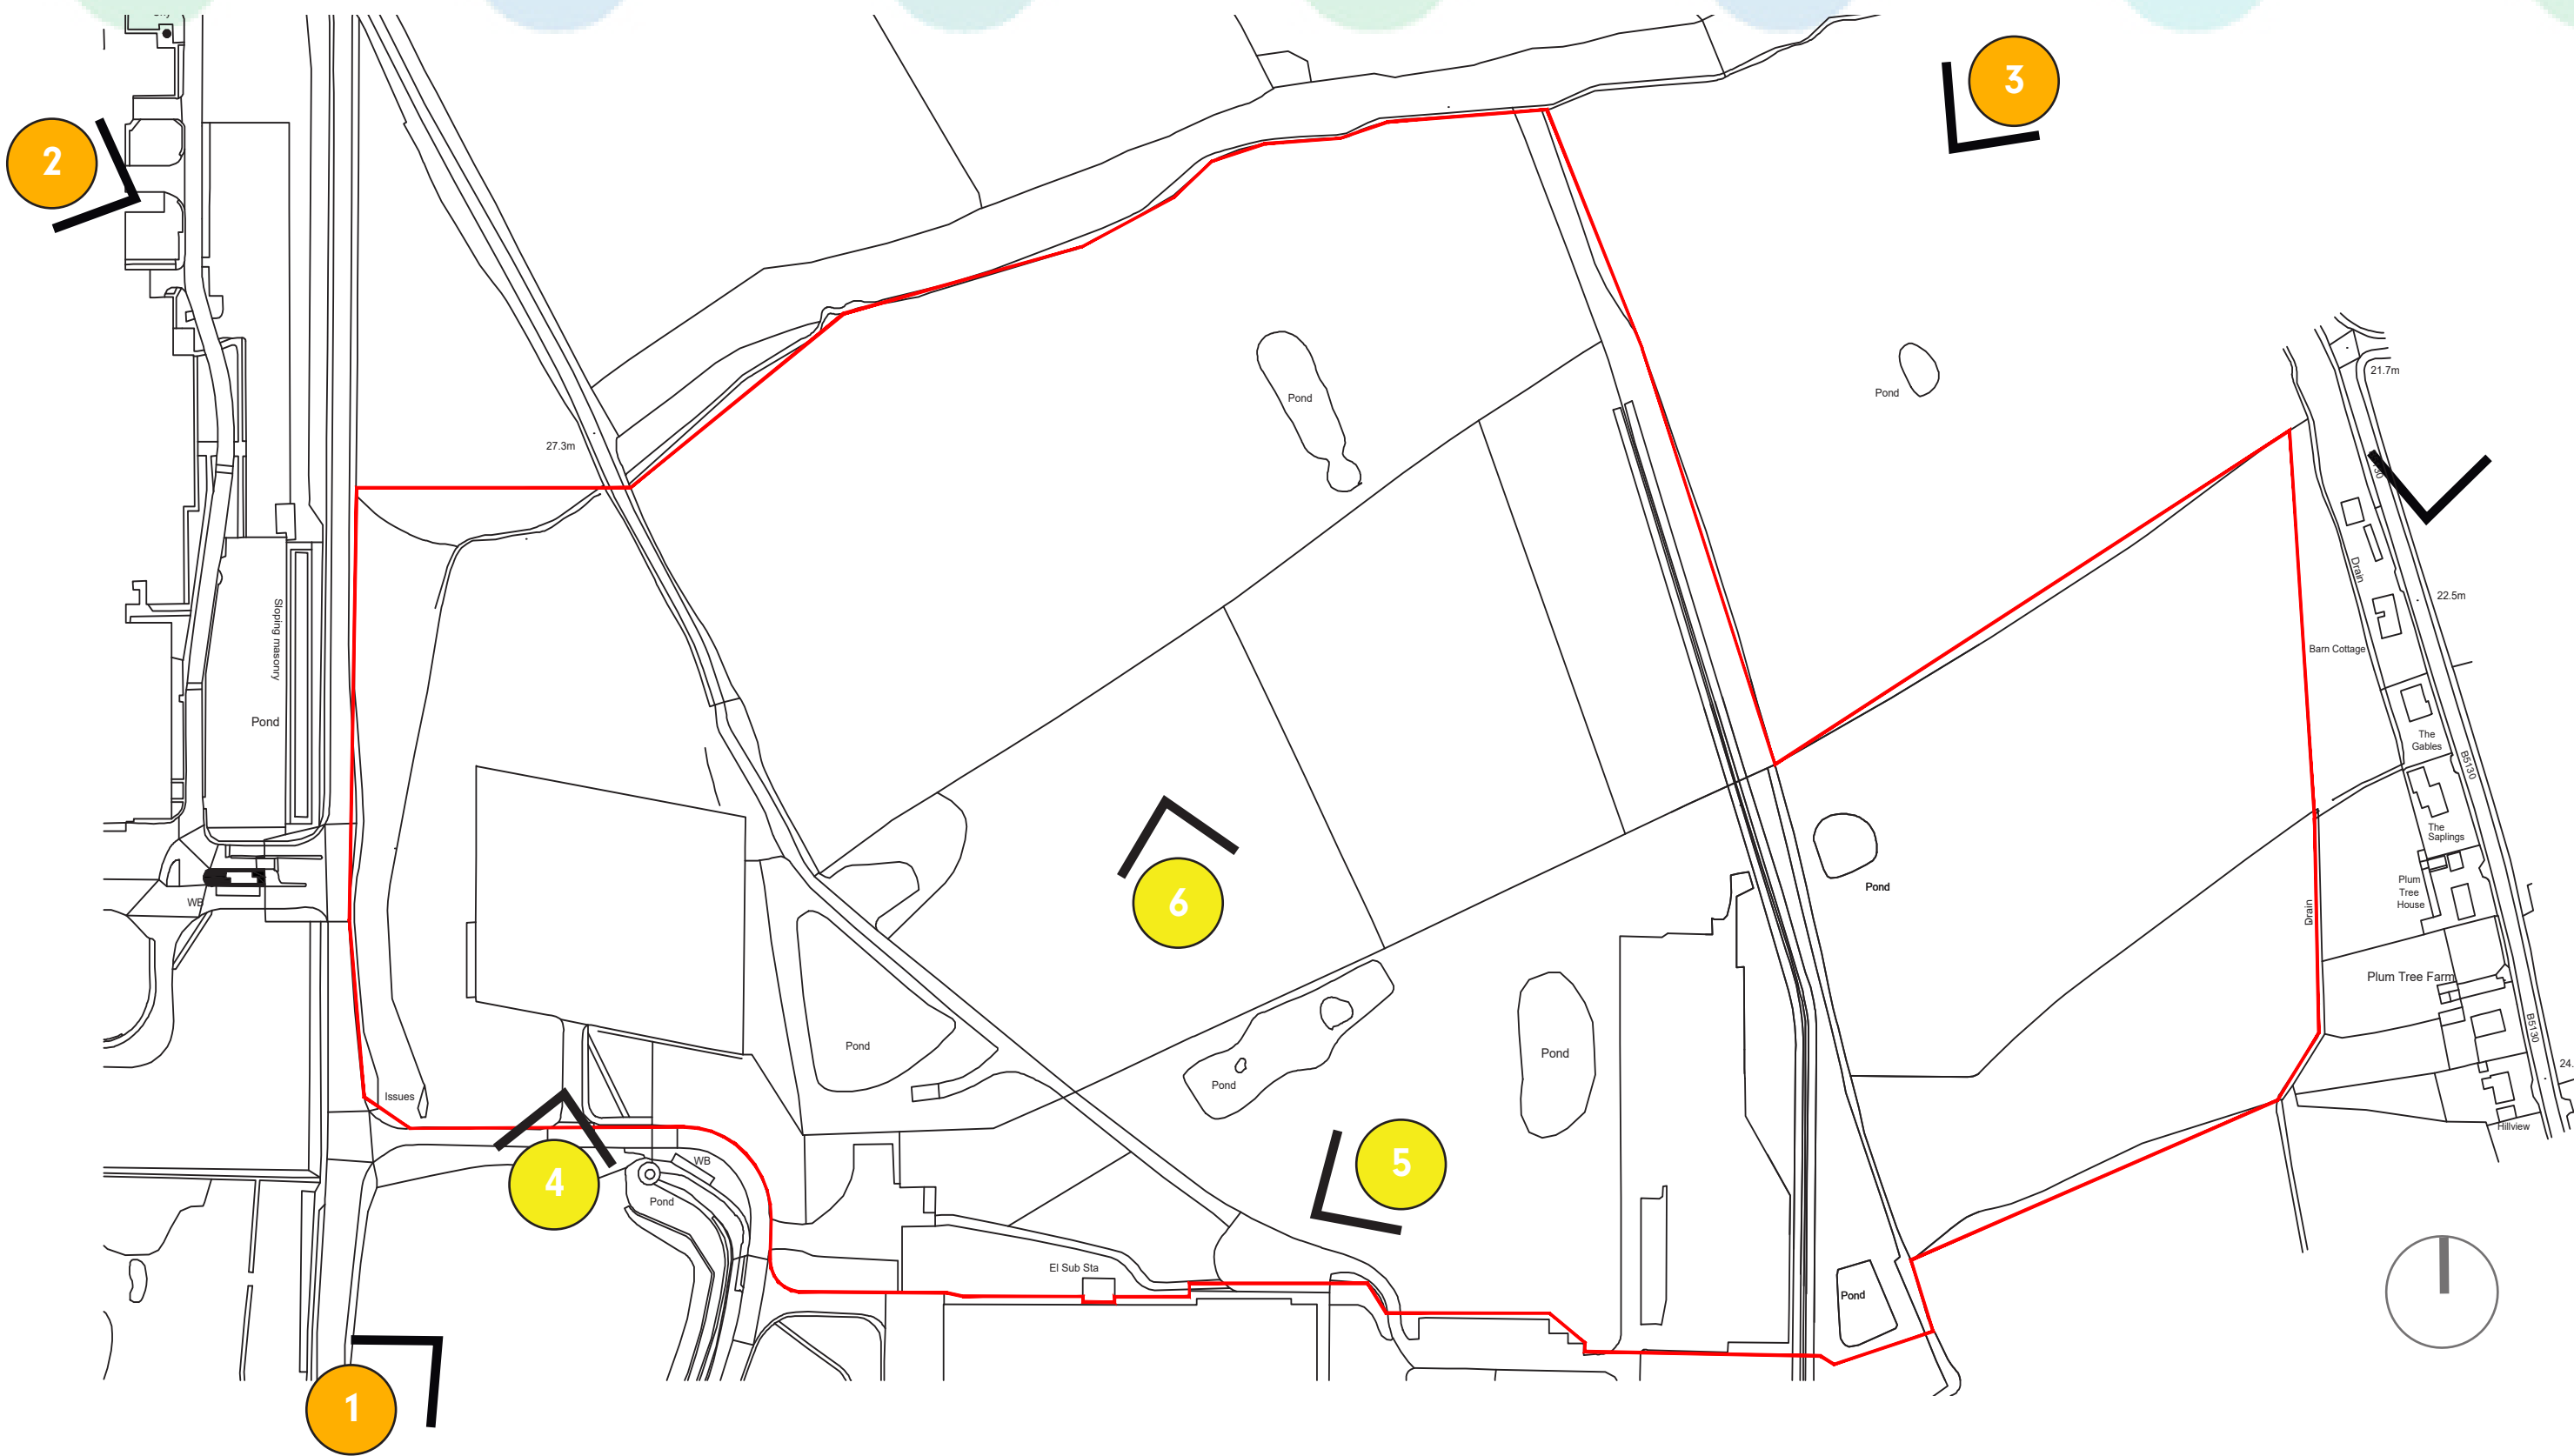 3
2
21.7m
Pond
Pond
27.3m
Drain
22.5m
Sloping masonry
Barn Cottage
Pond
The
Gables
B5130
The
Saplings
Pond
Plum
Tree
House
WB
6
Drain
Plum Tree Farm
Pond
Pond
B5130
24.
Pond
Issues
Hillview
WB
5
4
Pond
El Sub Sta
Pond
1